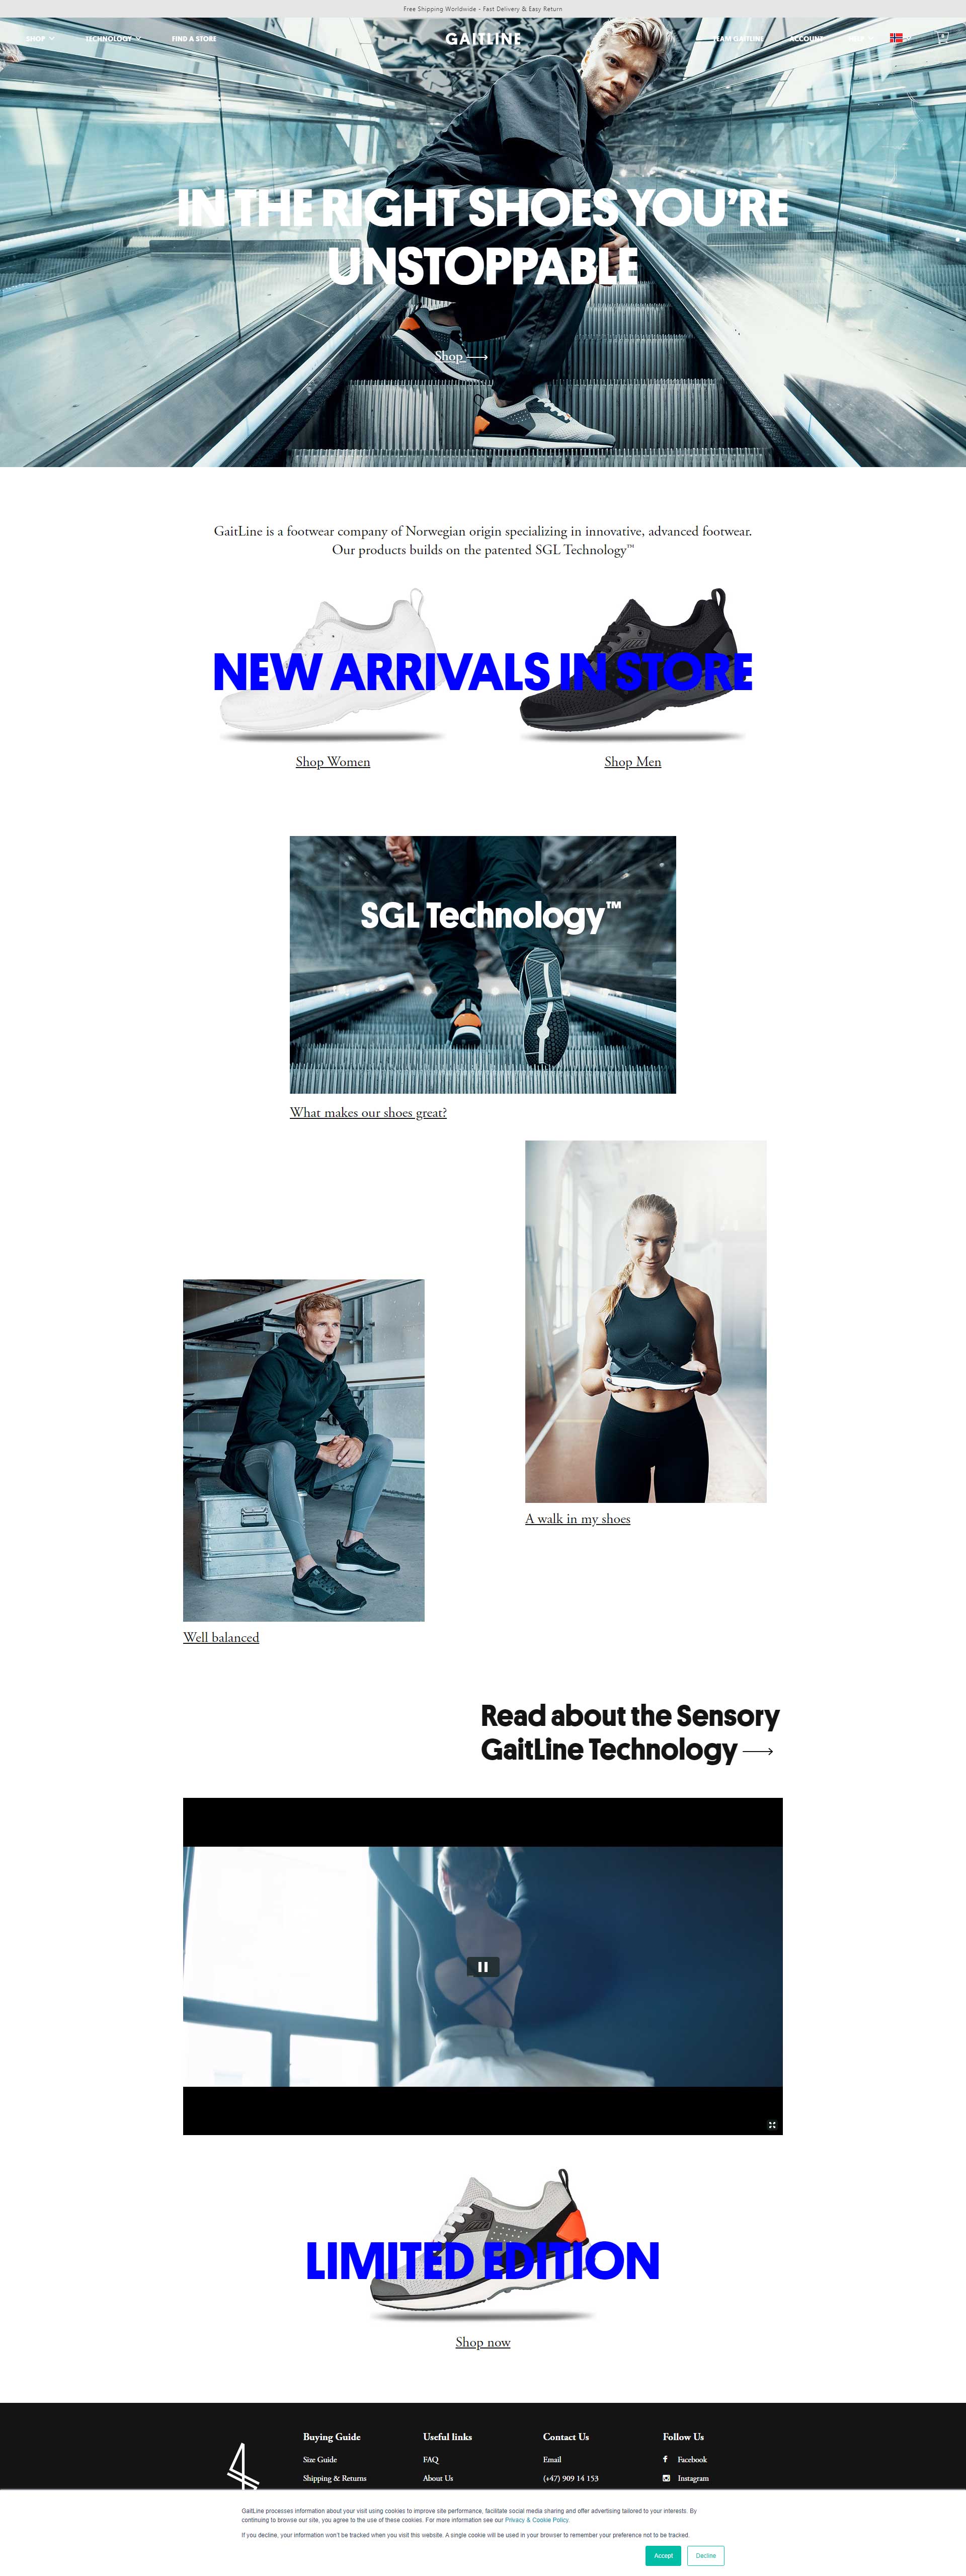 Free Shipping Worldwide - Fast Delivery & Easy Return
SHOP TECHNOLOGY FIND A STORE GAITLINE TEAM GAITLINE ACCOUNT
IN THE RIGHT SHOES YOU'RE
UNSTOPPABLE
Shop
GaitLine is a footwear company of Norwegian origin specializing in innovative, advanced footwear.
Our products builds on the patented SGL Technology™
NEW ARRIVALS IN STORE
Shop Women Shop Men
SGL Technology™
What makes our shoes great?
A walk in my shoes
Well balanced
Read about the Sensory
GaitLine Technology
LIMITED EDITION
Shop now
Buying Guide Useful links Contact Us Follow Us
Size Guide FAQ Email Facebook
Shipping & Returns About Us (+47) 909 14 153 Instagram
GaitLine processes information about your visit using cookies to improve site performance, facilitate social media sharing and offer advertising tailored to your interests. By
continuing to browse our site, you agree to the use of these cookies. For more information see our Privacy & Cookie Policy.
If you decline, your information won't be tracked when you visit this website. A single cookie will be used in your browser to remember your preference not to be tracked.
Accept Decline